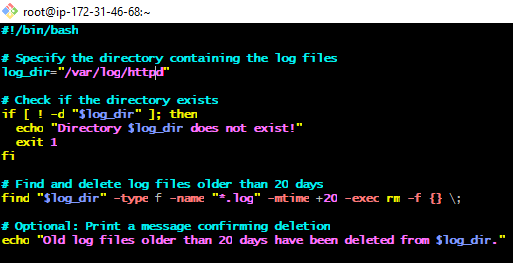 root@ip-172-31-46-68:~
#!/bin/bash
# Specify the directory containing the log files
log_dir="/var/log/httpd"
# Check if the directory exists
if [ ! -d "$log_dir" ]; then
  echo "Directory $log_dir does not exist!"
  exit 1
fi
# Find and delete log files older than 20 days
find "$log_dir" -type f -name "*.log" -mtime +20 -exec rm -f {} \;
# Optional: Print a message confirming deletion
echo "Old log files older than 20 days have been deleted from $log_dir."